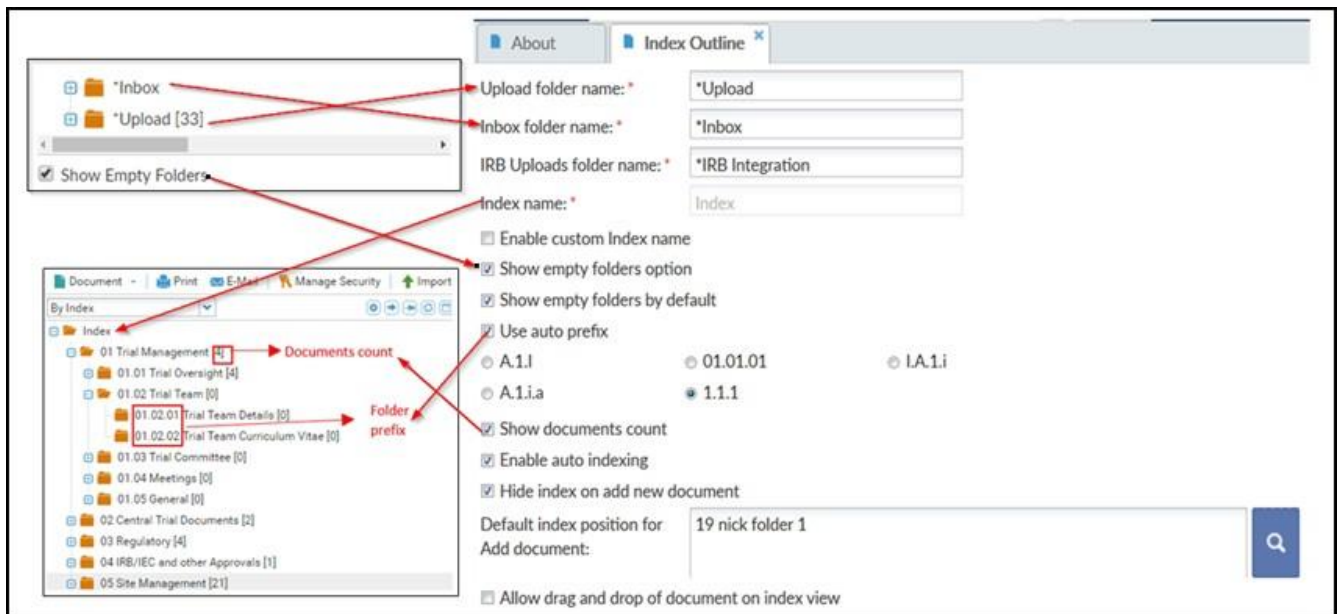 *Inbox
*Upload [33]
Show Empty Folders
Document
Print
E-Mail
Manage Security
Import
By Index
Index
01 Trial Management [4]
Documents count
01.01 Trial Oversight [4]
01.02 Trial Team [0]
01.02.01 Trial Team Details [0]
01.02.02 Trial Team Curriculum Vitae [0]
Folder
prefix
01.03 Trial Committee [0]
01.04 Meetings [0]
01.05 General [0]
02 Central Trial Documents [2]
03 Regulatory [4]
04 IRB/IEC and other Approvals [1]
05 Site Management [21]
About
Index Outline
Upload folder name: * *Upload
Inbox folder name: * *Inbox
IRB Uploads folder name: * *IRB Integration
Index name: * Index
Enable custom Index name
Show empty folders option
Show empty folders by default
Use auto prefix
A.1.I 01.01.01 I.A.1.i
A.1.i.a 1.1.1
Show documents count
Enable auto indexing
Hide index on add new document
Default index position for
Add document:
19 nick folder 1
Allow drag and drop of document on index view